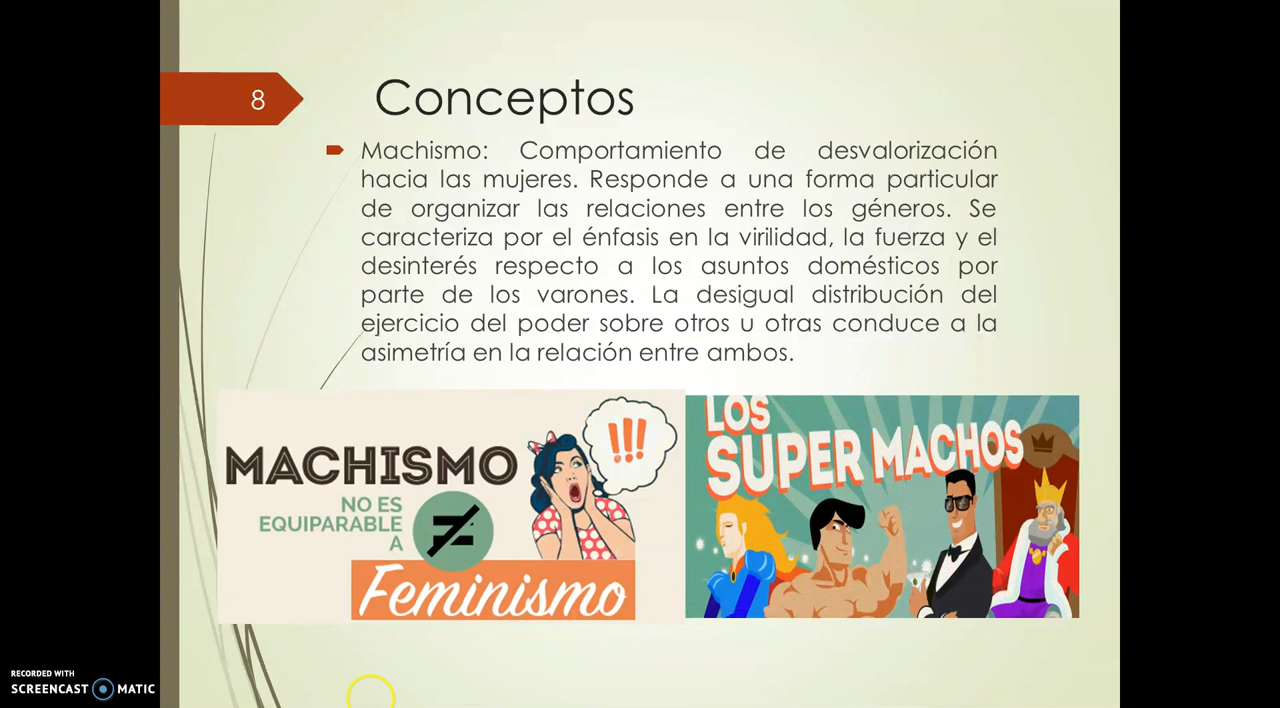 8
Conceptos
Machismo: Comportamiento de desvalorización
hacia las mujeres. Responde a una forma particular
de organizar las relaciones entre los géneros. Se
caracteriza por el énfasis en la virilidad, la fuerza y el
desinterés respecto a los asuntos domésticos por
parte de los varones. La desigual distribución del
ejercicio del poder sobre otros u otras conduce a la
asimetría en la relación entre ambos.
MACHISMO
NO ES
EQUIPARABLE
A
≠
Feminismo
!!!
LOS
SUPER MACHOS
RECORDED WITH
SCREENCAST MATIC